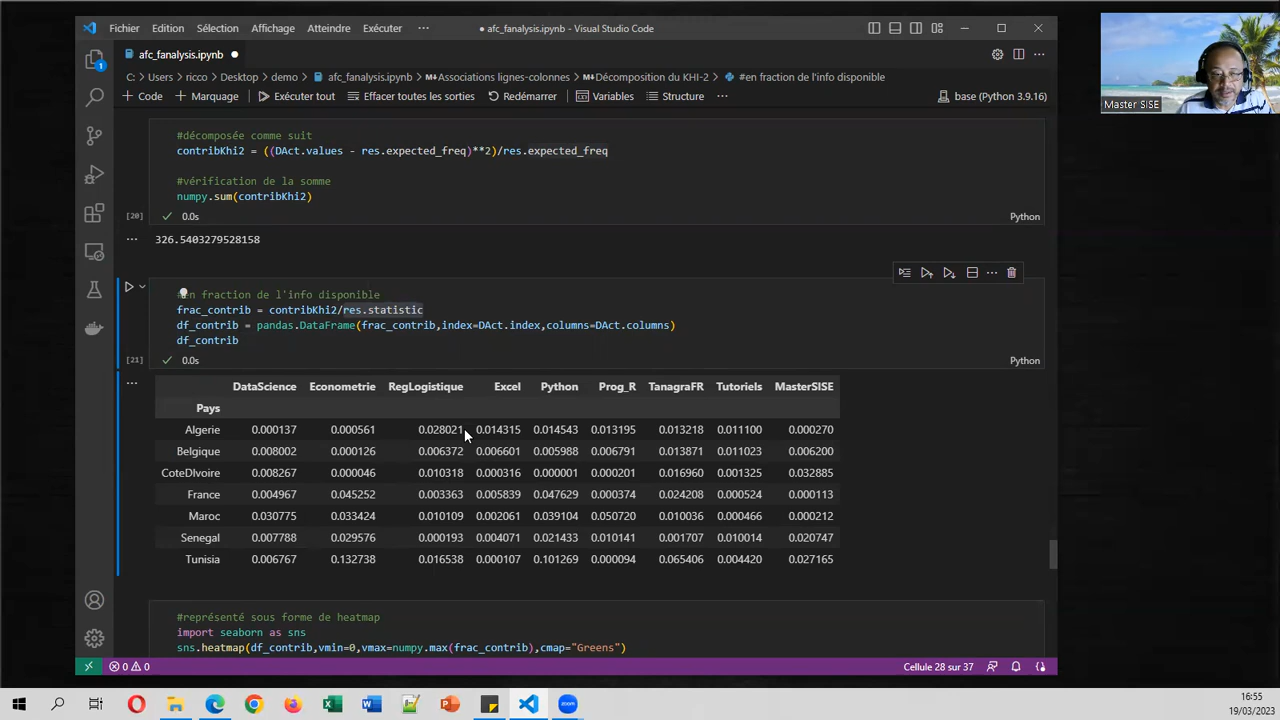 Fichier Edition Sélection Affichage Atteindre Exécuter ... ● afc_fanalysis.ipynb - Visual Studio Code
afc_fanalysis.ipynb ●
C: > Users > ricco > Desktop > demo > afc_fanalysis.ipynb > M↓Associations lignes-colonnes > M↓Décomposition du KHI-2 > #en fraction de l'info disponible
+ Code + Marquage Exécuter tout Effacer toutes les sorties Redémarrer Variables Structure ... base (Python 3.9.16)
#décomposée comme suit
contribKhi2 = ((DAct.values - res.expected_freq)**2)/res.expected_freq
#vérification de la somme
numpy.sum(contribKhi2)
[20] ✓ 0.0s Python
... 326.5403279528158
#en fraction de l'info disponible
frac_contrib = contribKhi2/res.statistic
df_contrib = pandas.DataFrame(frac_contrib,index=DAct.index,columns=DAct.columns)
df_contrib
[21] ✓ 0.0s Python
DataScience Econometrie RegLogistique Excel Python Prog_R TanagraFR Tutoriels MasterSISE
Pays
Algerie 0.000137 0.000561 0.028021 0.014315 0.014543 0.013195 0.013218 0.011100 0.000270
Belgique 0.008002 0.000126 0.006372 0.006601 0.005988 0.006791 0.013871 0.011023 0.006200
CoteDIvoire 0.008267 0.000046 0.010318 0.000316 0.000001 0.000201 0.016960 0.001325 0.032885
France 0.004967 0.045252 0.003363 0.005839 0.047629 0.000374 0.024208 0.000524 0.000113
Maroc 0.030775 0.033424 0.010109 0.002061 0.039104 0.050720 0.010036 0.000466 0.000212
Senegal 0.007788 0.029576 0.000193 0.004071 0.021433 0.010141 0.001707 0.010014 0.020747
Tunisia 0.006767 0.132738 0.016538 0.000107 0.101269 0.000094 0.065406 0.004420 0.027165
#représenté sous forme de heatmap
import seaborn as sns
sns.heatmap(df_contrib,vmin=0,vmax=numpy.max(frac_contrib),cmap="Greens")
0 0 Cellule 28 sur 37
Master SISE
16:55
19/03/2023